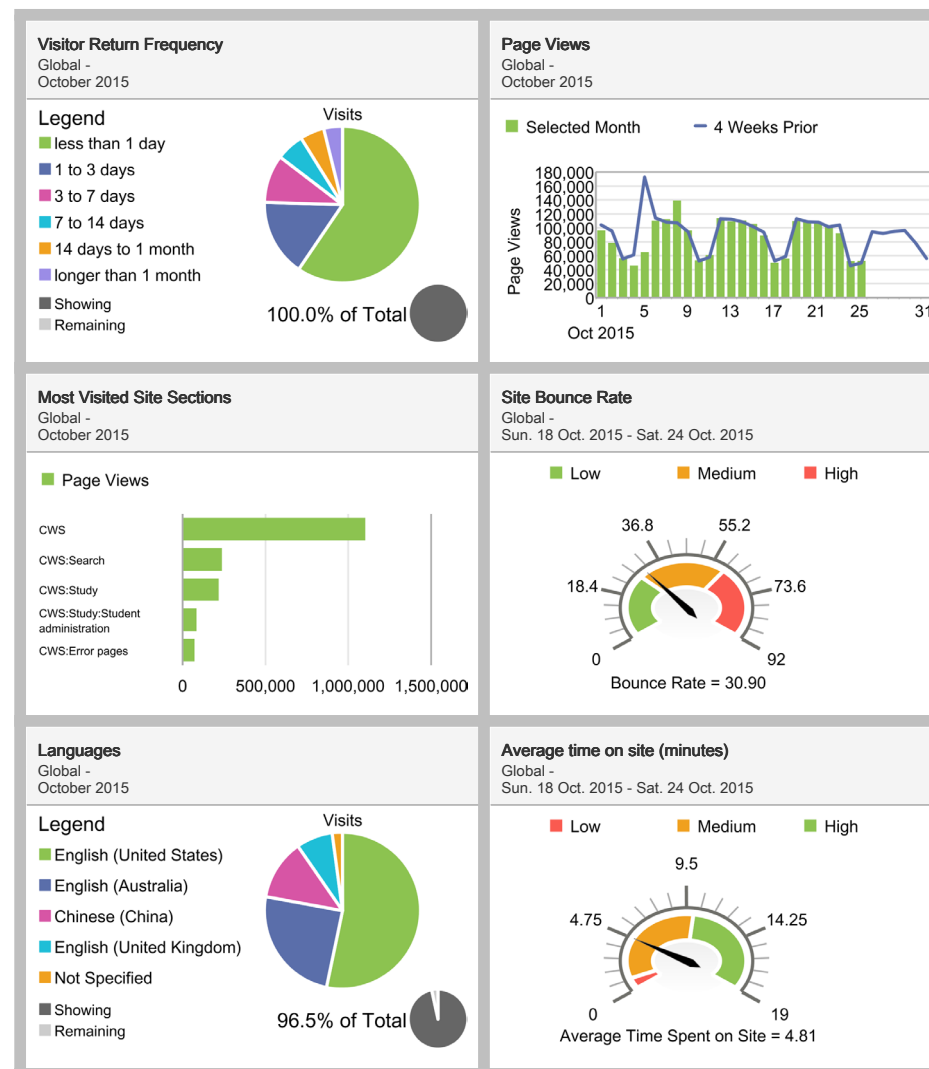 Visitor Return Frequency
Global -
October 2015
Legend
less than 1 day
1 to 3 days
3 to 7 days
7 to 14 days
14 days to 1 month
longer than 1 month
Showing
Remaining
Visits
100.0% of Total
Page Views
Global -
October 2015
Selected Month
4 Weeks Prior
Page Views
180,000
160,000
140,000
120,000
100,000
80,000
60,000
40,000
20,000
0
1 5 9 13 17 21 25 31
Oct 2015
Most Visited Site Sections
Global -
October 2015
Page Views
CWS
CWS:Search
CWS:Study
CWS:Study:Student
administration
CWS:Error pages
0 500,000 1,000,000 1,500,000
Site Bounce Rate
Global -
Sun. 18 Oct. 2015 - Sat. 24 Oct. 2015
Low Medium High
36.8 55.2
18.4 73.6
0 92
Bounce Rate = 30.90
Languages
Global -
October 2015
Legend
English (United States)
English (Australia)
Chinese (China)
English (United Kingdom)
Not Specified
Showing
Remaining
Visits
96.5% of Total
Average time on site (minutes)
Global -
Sun. 18 Oct. 2015 - Sat. 24 Oct. 2015
Low Medium High
9.5
4.75 14.25
0 19
Average Time Spent on Site = 4.81